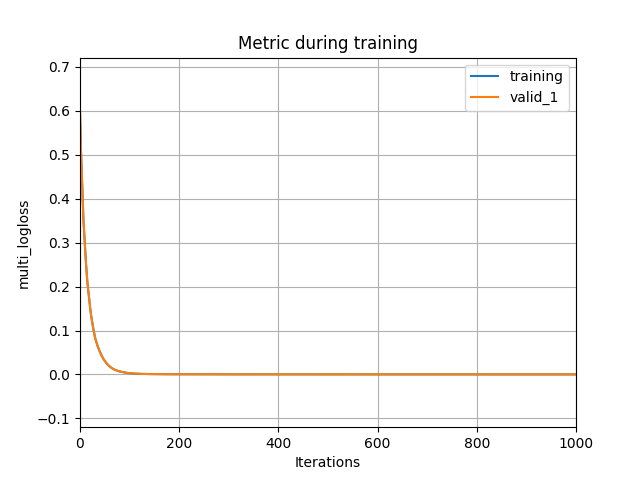 Metric during training
0.7
0.6
0.5
0.4
0.3
0.2
0.1
0.0
−0.1
multi_logloss
training
valid_1
0 200 400 600 800 1000
Iterations